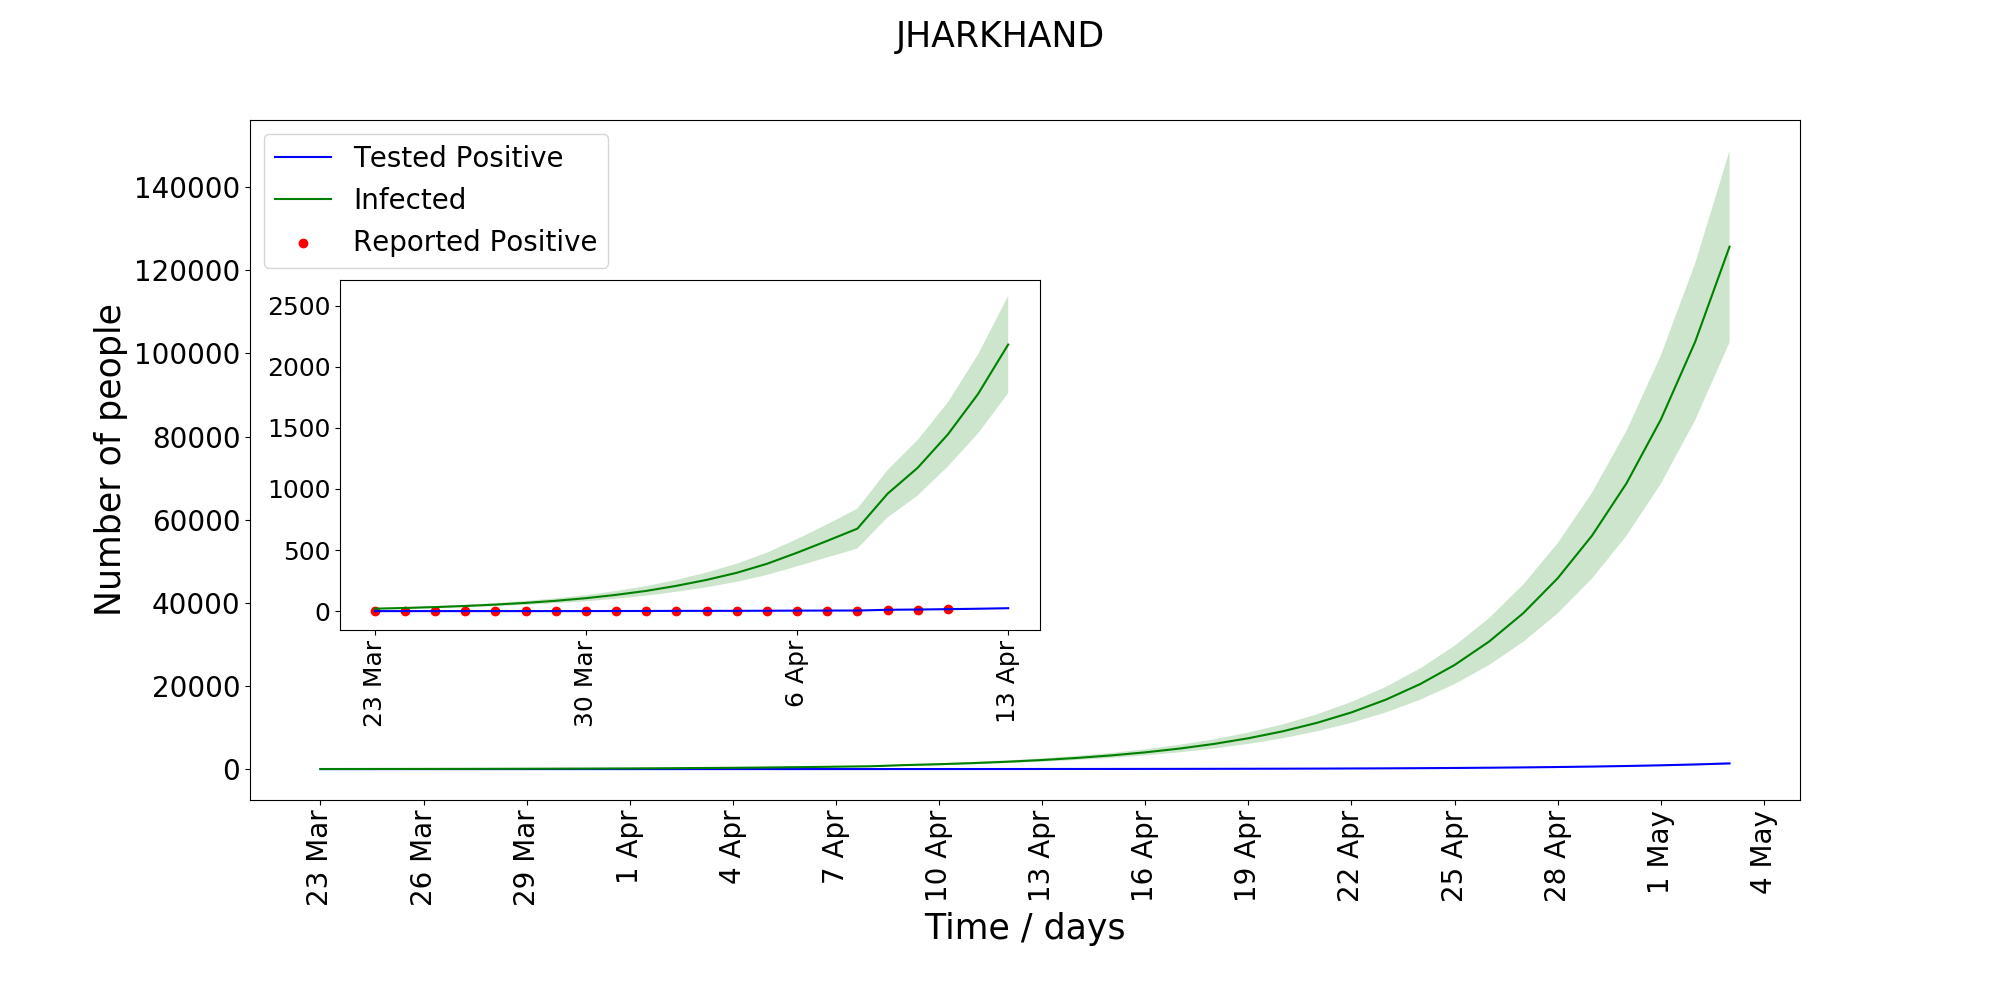 JHARKHAND
Tested Positive
Infected
Reported Positive
Number of people
140000
120000
100000
80000
60000
40000
20000
0
2500
2000
1500
1000
500
0
23 Mar
30 Mar
6 Apr
13 Apr
23 Mar
26 Mar
29 Mar
1 Apr
4 Apr
7 Apr
10 Apr
13 Apr
16 Apr
19 Apr
22 Apr
25 Apr
28 Apr
1 May
4 May
Time / days